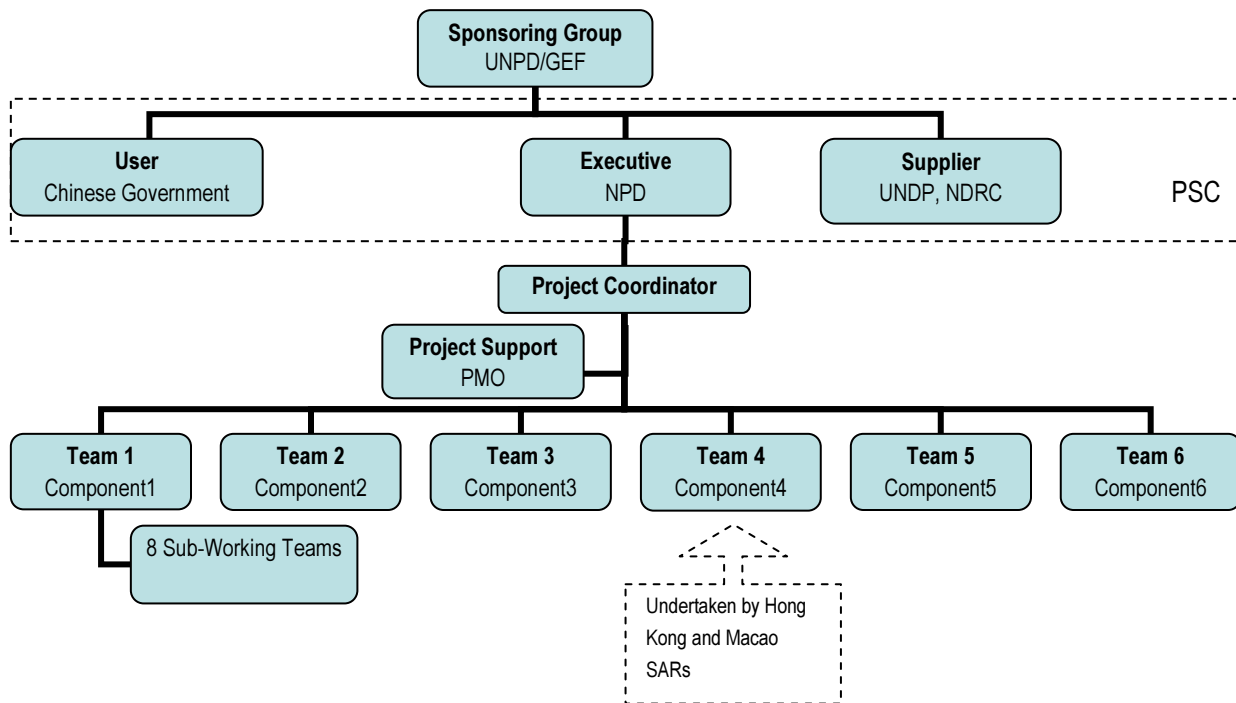 Sponsoring Group
UNPD/GEF
User
Chinese Government
Executive
NPD
Supplier
UNDP, NDRC
PSC
Project Coordinator
Project Support
PMO
Team 1
Component1
Team 2
Component2
Team 3
Component3
Team 4
Component4
Team 5
Component5
Team 6
Component6
8 Sub-Working Teams
Undertaken by Hong
Kong and Macao
SARs